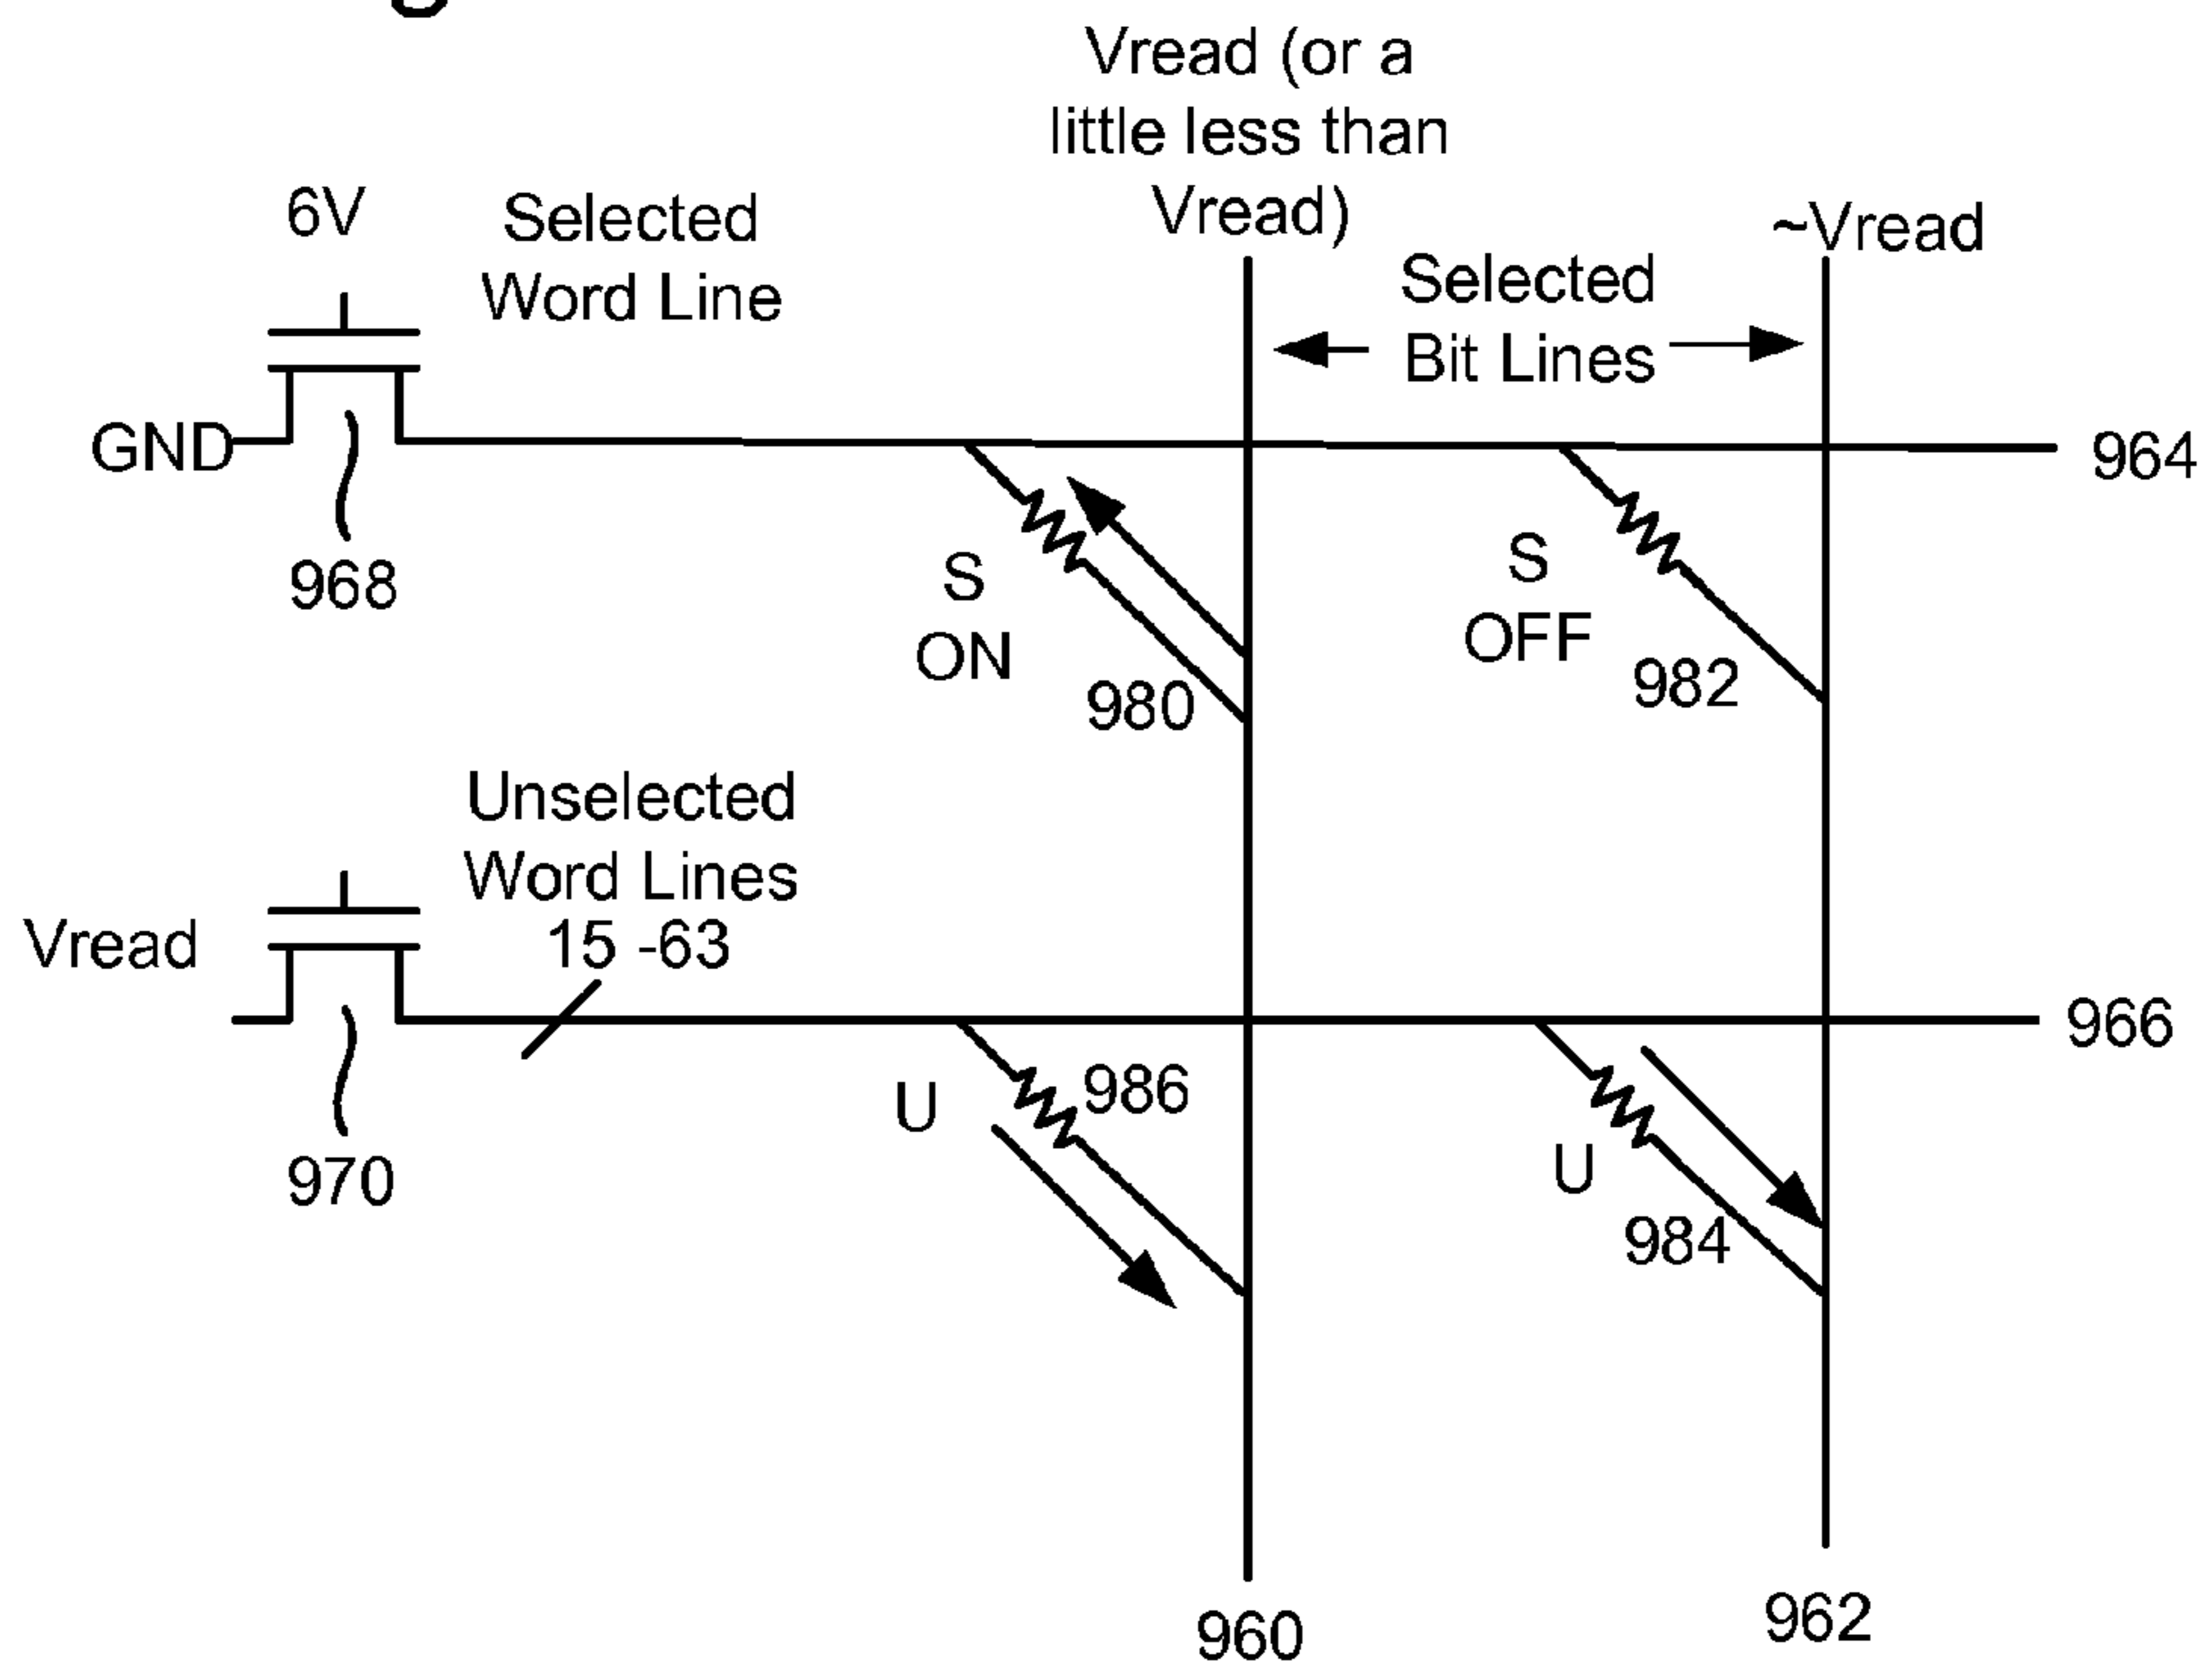 Vread (or a
little less than
Vread)
6V
Selected
Word Line
~Vread
Selected
Bit Lines
GND
964
968
S
ON
980
S
OFF
982
Unselected
Word Lines
15 -63
Vread
966
986
U
U
984
970
960
962